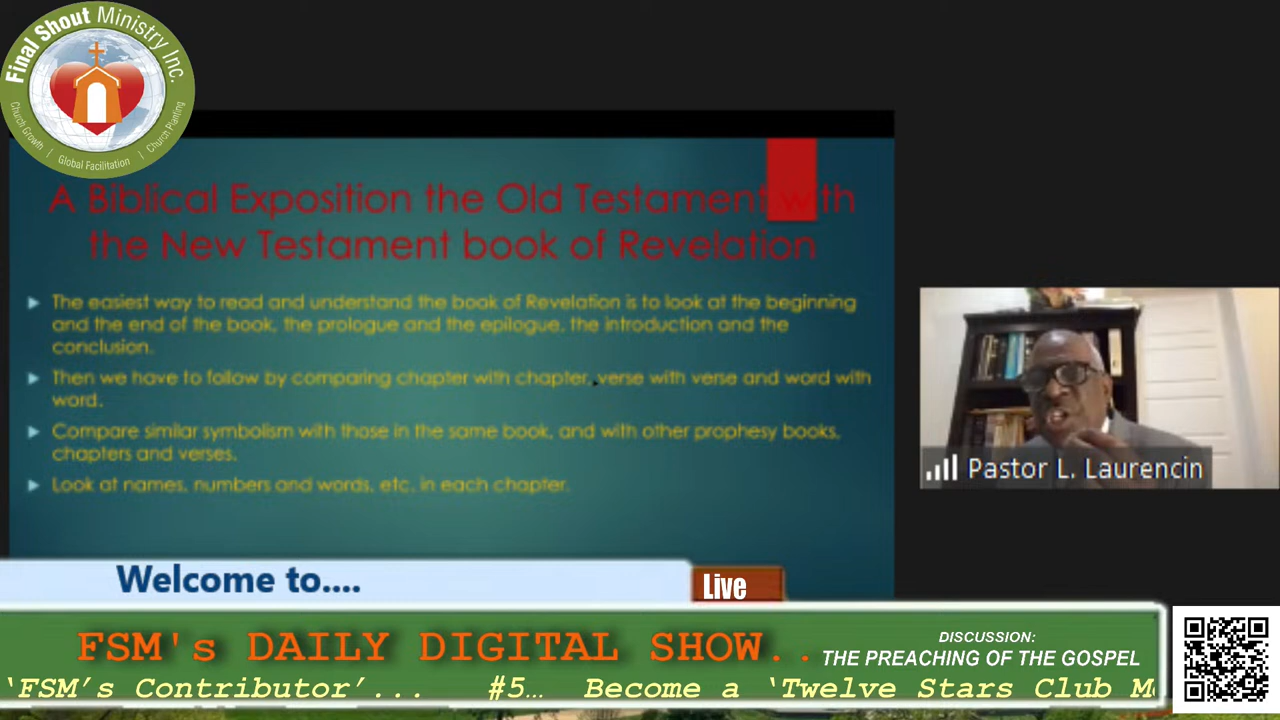 Final Shout Ministry Inc.
Church Growth | Global Facilitation | Church Planting
A Biblical Exposition the Old Testament with
the New Testament book of Revelation
The easiest way to read and understand the book of Revelation is to look at the beginning
and the end of the book, the prologue and the epilogue, the introduction and the
conclusion.
Then we have to follow by comparing chapter with chapter, verse with verse and word with
word.
Compare similar symbolism with those in the same book, and with other prophesy books,
chapters and verses.
Look at names, numbers and words, etc. in each chapter.
Pastor L. Laurencin
Welcome to....
Live
FSM's DAILY DIGITAL SHOW..
DISCUSSION:
THE PREACHING OF THE GOSPEL
‘FSM’s Contributor’... #5… Become a ‘Twelve Stars Club